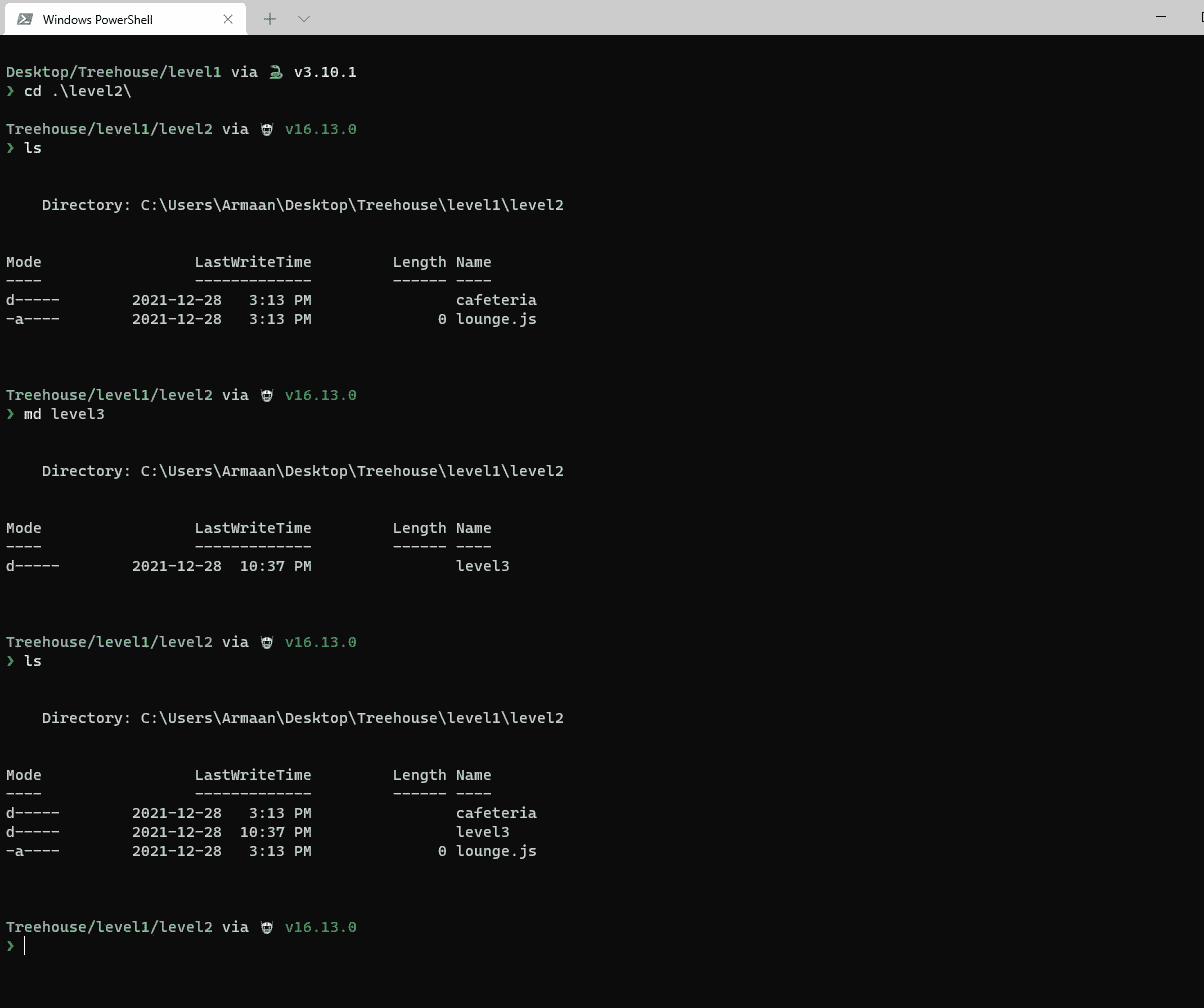 Windows PowerShell
Desktop/Treehouse/level1 via 🐍 v3.10.1
❯ cd .\level2\
Treehouse/level1/level2 via 🤖 v16.13.0
❯ ls
Directory: C:\Users\Armaan\Desktop\Treehouse\level1\level2
Mode LastWriteTime Length Name
---- ------------- ------ ----
d----- 2021-12-28 3:13 PM cafeteria
-a---- 2021-12-28 3:13 PM 0 lounge.js
Treehouse/level1/level2 via 🤖 v16.13.0
❯ md level3
Directory: C:\Users\Armaan\Desktop\Treehouse\level1\level2
Mode LastWriteTime Length Name
---- ------------- ------ ----
d----- 2021-12-28 10:37 PM level3
Treehouse/level1/level2 via 🤖 v16.13.0
❯ ls
Directory: C:\Users\Armaan\Desktop\Treehouse\level1\level2
Mode LastWriteTime Length Name
---- ------------- ------ ----
d----- 2021-12-28 3:13 PM cafeteria
d----- 2021-12-28 10:37 PM level3
-a---- 2021-12-28 3:13 PM 0 lounge.js
Treehouse/level1/level2 via 🤖 v16.13.0
❯